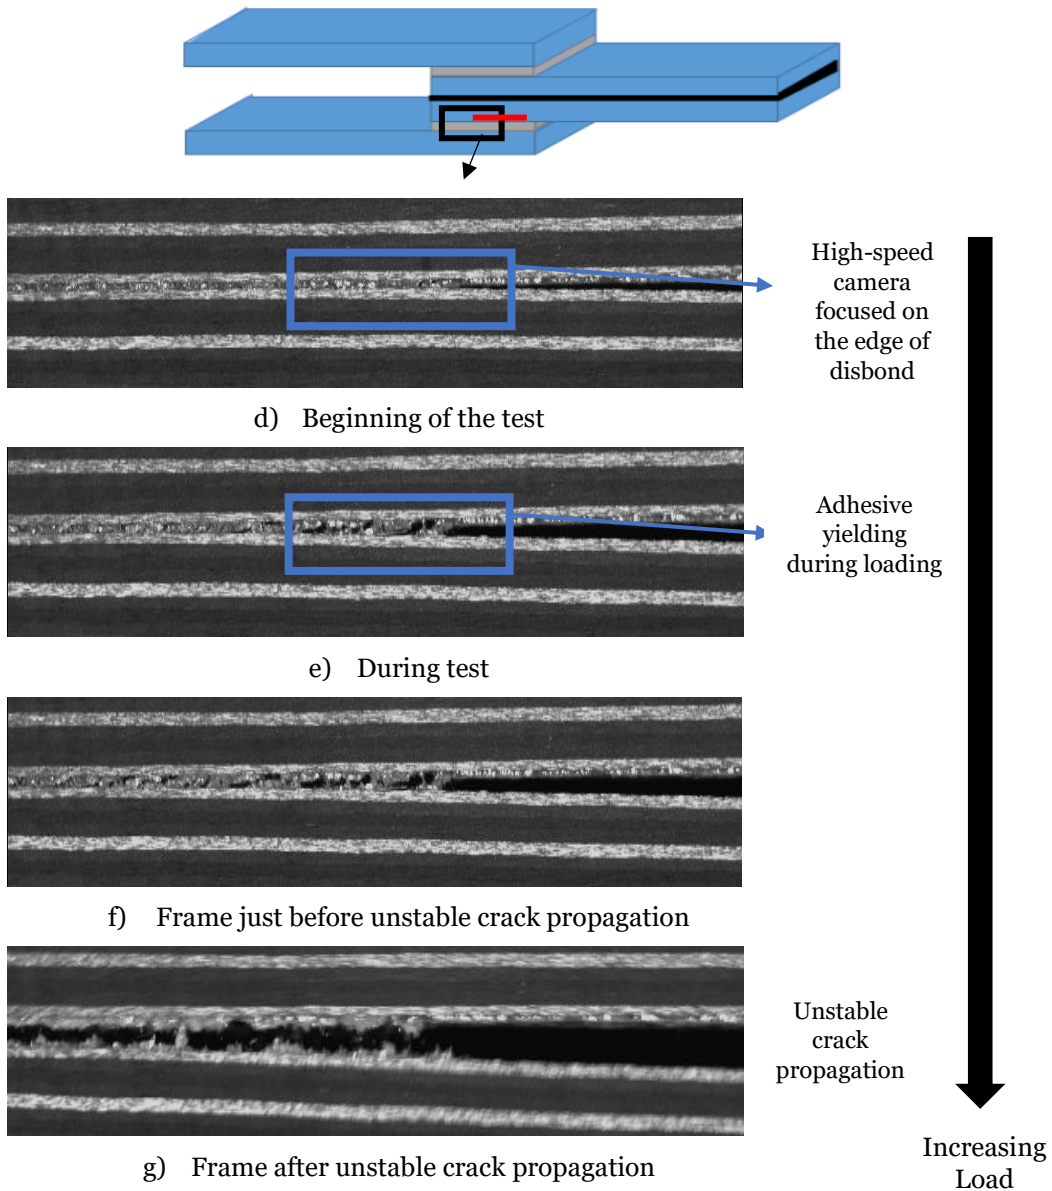 High-speed
camera
focused on
the edge of
disbond
d) Beginning of the test
Adhesive
yielding
during loading
e) During test
f) Frame just before unstable crack propagation
Unstable
crack
propagation
g) Frame after unstable crack propagation
Increasing
Load